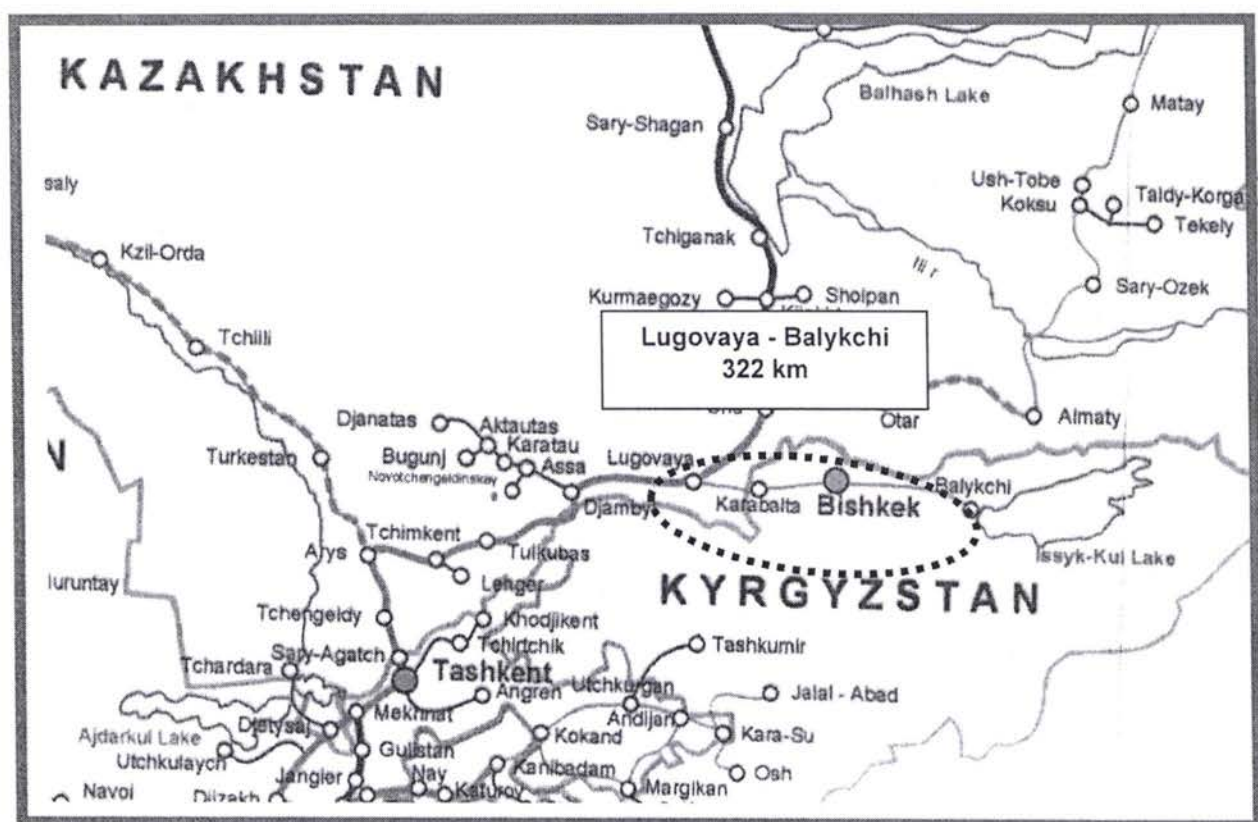 KAZAKHSTAN
Balhash Lake
Matay
Sary-Shagan
saly
Ush-Tobe
Taldy-Korga
Koksu
Tekely
Tchiganak
Kzil-Orda
Sary-Ozek
Kurmaegozy
Sholpan
Lugovaya - Balykchi
322 km
Tchiili
Otar
Almaty
Djanatas
Aktautas
Karatau
Bugunj
Assa
Lugovaya
Turkestan
Novotchengeldinskay
Balykchi
Karabalta
Bishkek
Djamby
Tchimkent
Arys
Tulkubas
Issyk-Kul Lake
Lenger
KYRGYZSTAN
Iuruntay
Tchengeldy
Khodjikent
Tchirtchik
Tashkumir
Sary-Agatch
Tchardara
Tashkent
Utchkurgan
Angren
Jalal - Abad
Mekhnat
Andijan
Djetysaj
Ajdarkul Lake
Kokand
Kara-Su
Utchkulaych
Gulistan
Kanibadam
Osh
Jangier
Nay
Navoi
Margikan